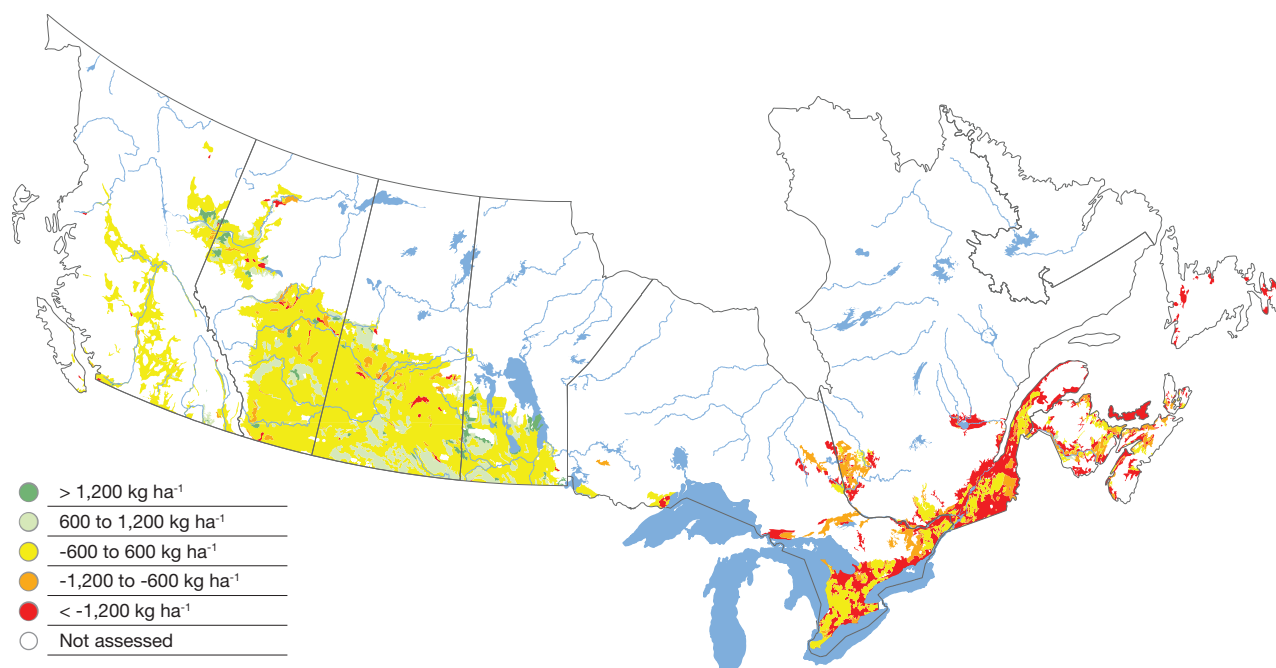 > 1,200 kg ha⁻¹
600 to 1,200 kg ha⁻¹
-600 to 600 kg ha⁻¹
-1,200 to -600 kg ha⁻¹
< -1,200 kg ha⁻¹
Not assessed